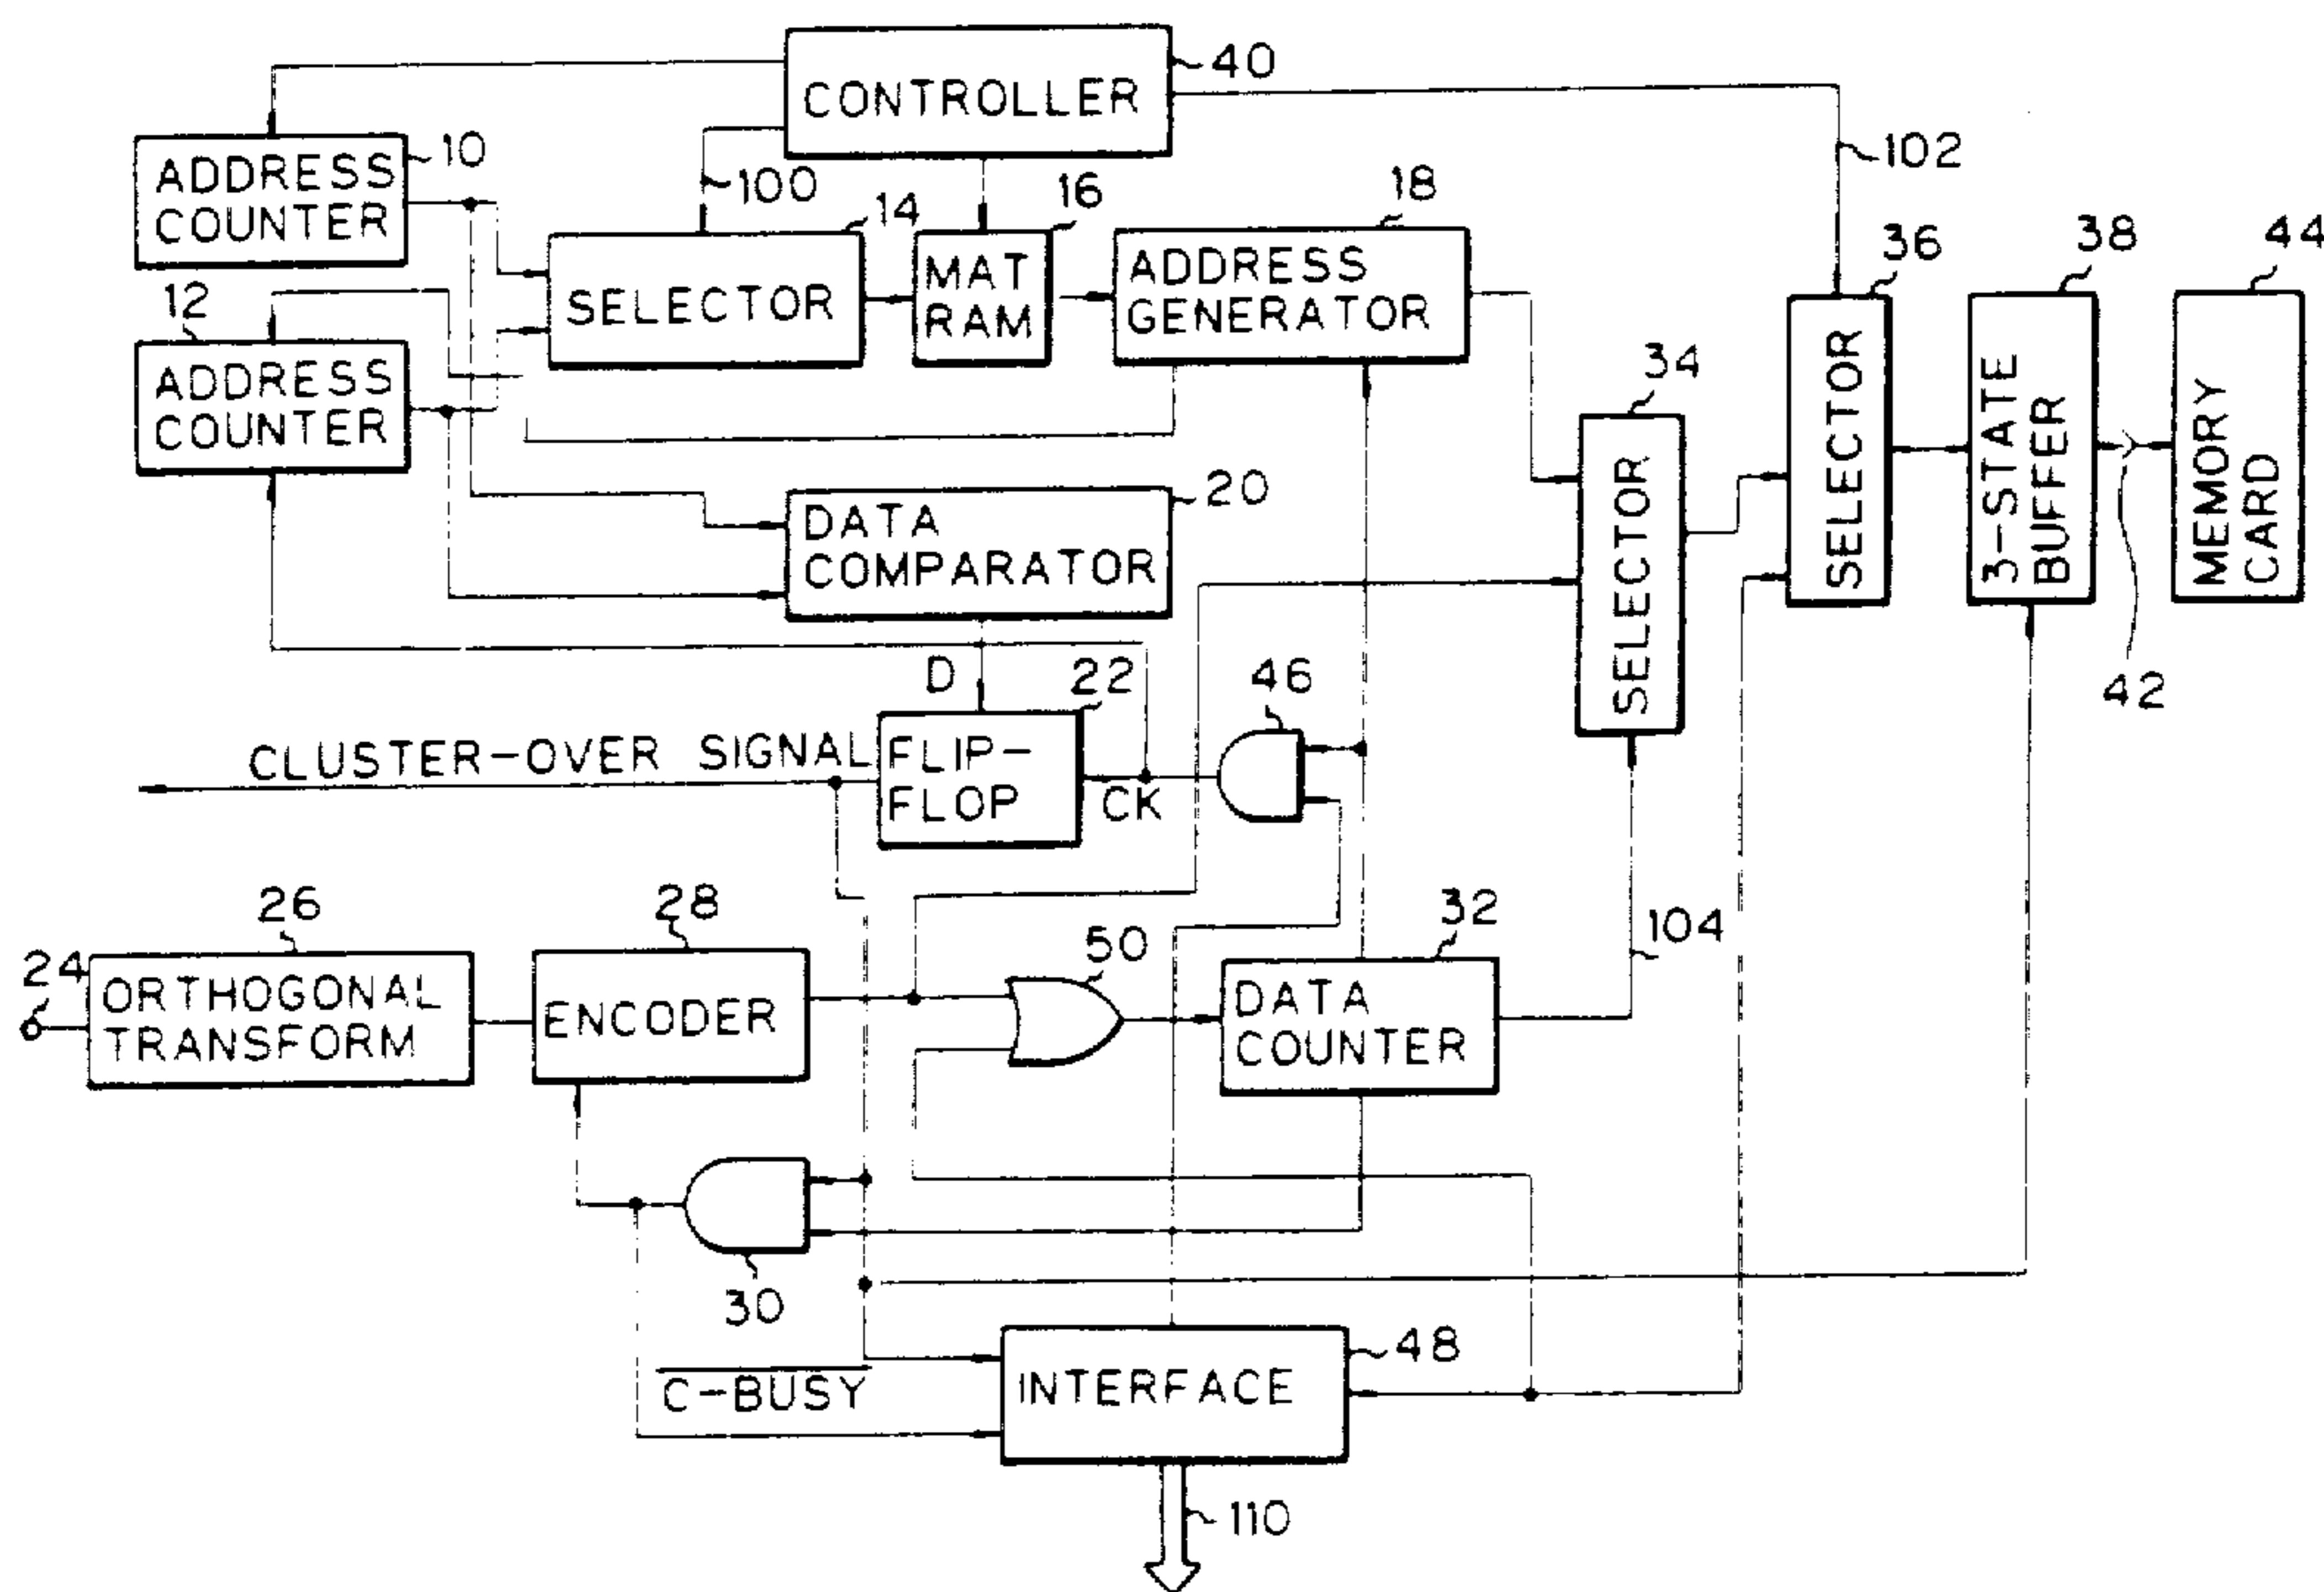 40
CONTROLLER
10
ADDRESS
COUNTER
100
102
14
SELECTOR
16
MAT
RAM
18
ADDRESS
GENERATOR
12
ADDRESS
COUNTER
34
SELECTOR
36
SELECTOR
38
3-STATE
BUFFER
44
MEMORY
CARD
42
20
DATA
COMPARATOR
D
22
FLIP-
FLOP
CK
46
CLUSTER-OVER SIGNAL
24
26
ORTHOGONAL
TRANSFORM
28
ENCODER
50
32
DATA
COUNTER
104
30
C-BUSY
48
INTERFACE
110